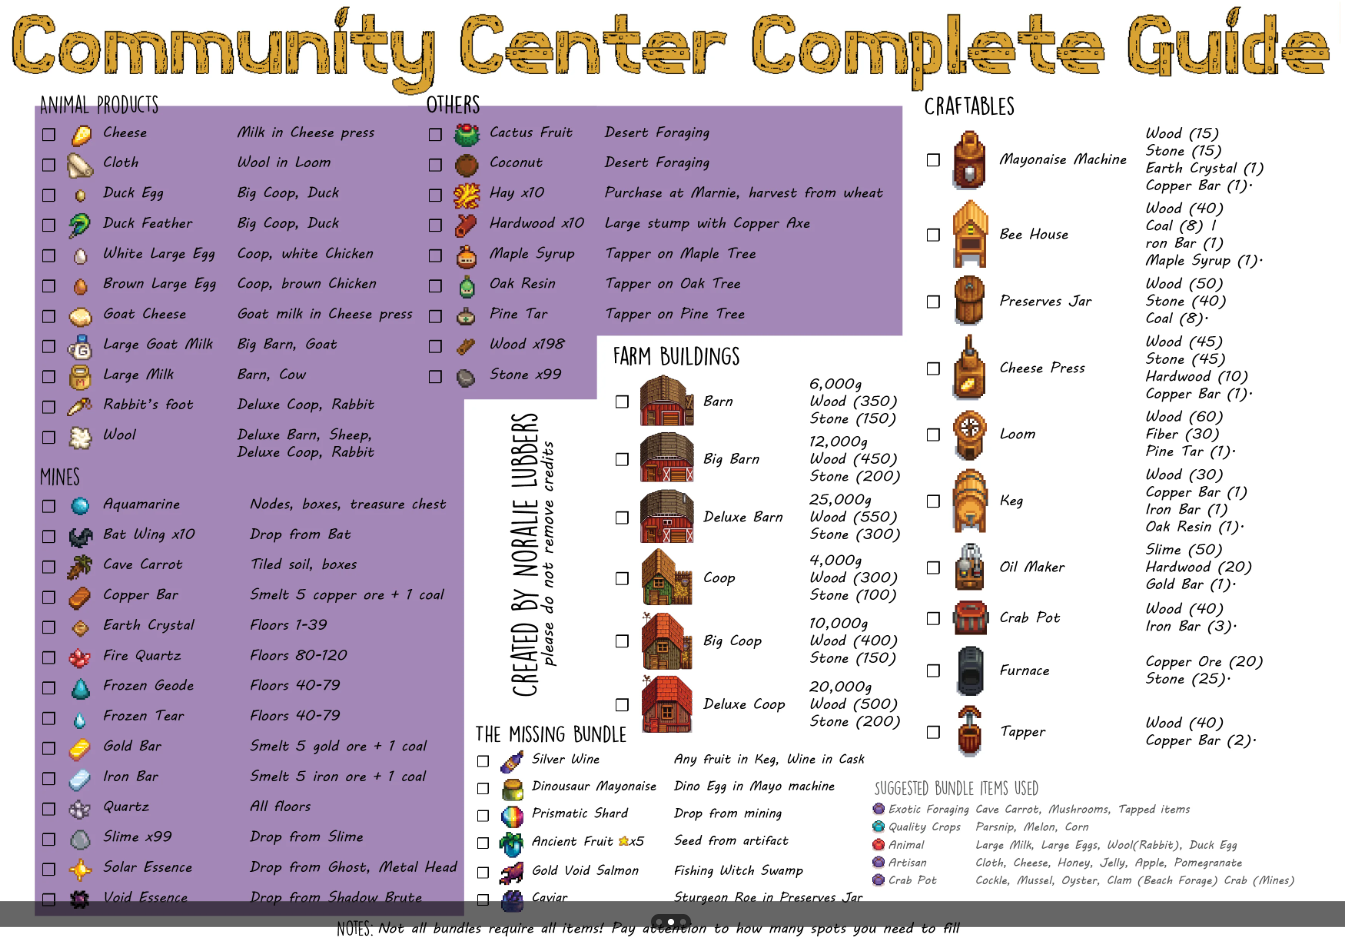 Community Center Complete Guide
ANIMAL PRODUCTS
Cheese Milk in Cheese press
Cloth Wool in Loom
Duck Egg Big Coop, Duck
Duck Feather Big Coop, Duck
White Large Egg Coop, white Chicken
Brown Large Egg Coop, brown Chicken
Goat Cheese Goat milk in Cheese press
Large Goat Milk Big Barn, Goat
Large Milk Barn, Cow
Rabbit's foot Deluxe Coop, Rabbit
Wool Deluxe Barn, Sheep,
Deluxe Coop, Rabbit
MINES
Aquamarine Nodes, boxes, treasure chest
Bat Wing x10 Drop from Bat
Cave Carrot Tiled soil, boxes
Copper Bar Smelt 5 copper ore + 1 coal
Earth Crystal Floors 1-39
Fire Quartz Floors 80-120
Frozen Geode Floors 40-79
Frozen Tear Floors 40-79
Gold Bar Smelt 5 gold ore + 1 coal
Iron Bar Smelt 5 iron ore + 1 coal
Quartz All floors
Slime x99 Drop from Slime
Solar Essence Drop from Ghost, Metal Head
Void Essence Drop from Shadow Brute
OTHERS
Cactus Fruit Desert Foraging
Coconut Desert Foraging
Hay x10 Purchase at Marnie, harvest from wheat
Hardwood x10 Large stump with Copper Axe
Maple Syrup Tapper on Maple Tree
Oak Resin Tapper on Oak Tree
Pine Tar Tapper on Pine Tree
Wood x198
Stone x99
CREATED BY NORALIE LUBBERS
please do not remove credits
FARM BUILDINGS
Barn
6,000g
Wood (350)
Stone (150)
Big Barn
12,000g
Wood (450)
Stone (200)
Deluxe Barn
25,000g
Wood (550)
Stone (300)
Coop
4,000g
Wood (300)
Stone (100)
Big Coop
10,000g
Wood (400)
Stone (150)
Deluxe Coop
20,000g
Wood (500)
Stone (200)
THE MISSING BUNDLE
Silver Wine Any fruit in Keg, Wine in Cask
Dinousaur Mayonaise Dino Egg in Mayo machine
Prismatic Shard Drop from mining
Ancient Fruit x5 Seed from artifact
Gold Void Salmon Fishing Witch Swamp
Caviar Sturgeon Roe in Preserves Jar
CRAFTABLES
Mayonaise Machine
Wood (15)
Stone (15)
Earth Crystal (1)
Copper Bar (1).
Bee House
Wood (40)
Coal (8) I
ron Bar (1)
Maple Syrup (1).
Preserves Jar
Wood (50)
Stone (40)
Coal (8).
Cheese Press
Wood (45)
Stone (45)
Hardwood (10)
Copper Bar (1).
Loom
Wood (60)
Fiber (30)
Pine Tar (1).
Keg
Wood (30)
Copper Bar (1)
Iron Bar (1)
Oak Resin (1).
Oil Maker
Slime (50)
Hardwood (20)
Gold Bar (1).
Crab Pot
Wood (40)
Iron Bar (3).
Furnace
Copper Ore (20)
Stone (25).
Tapper
Wood (40)
Copper Bar (2).
SUGGESTED BUNDLE ITEMS USED
Exotic Foraging Cave Carrot, Mushrooms, Tapped items
Quality Crops Parsnip, Melon, Corn
Animal Large Milk, Large Eggs, Wool(Rabbit), Duck Egg
Artisan Cloth, Cheese, Honey, Jelly, Apple, Pomegranate
Crab Pot Cockle, Mussel, Oyster, Clam (Beach Forage) Crab (Mines)
NOTES: Not all bundles require all items! Pay attention to how many spots you need to fill